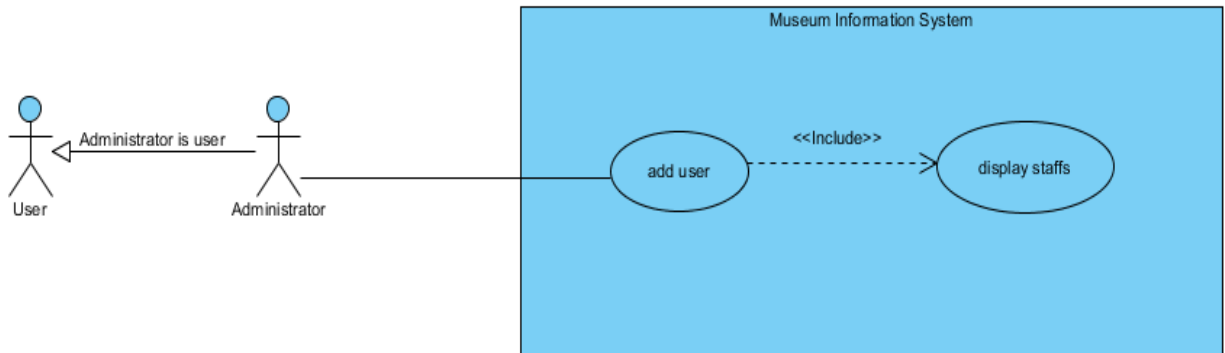 Museum Information System
Administrator is user
<<Include>>
add user
display staffs
User
Administrator